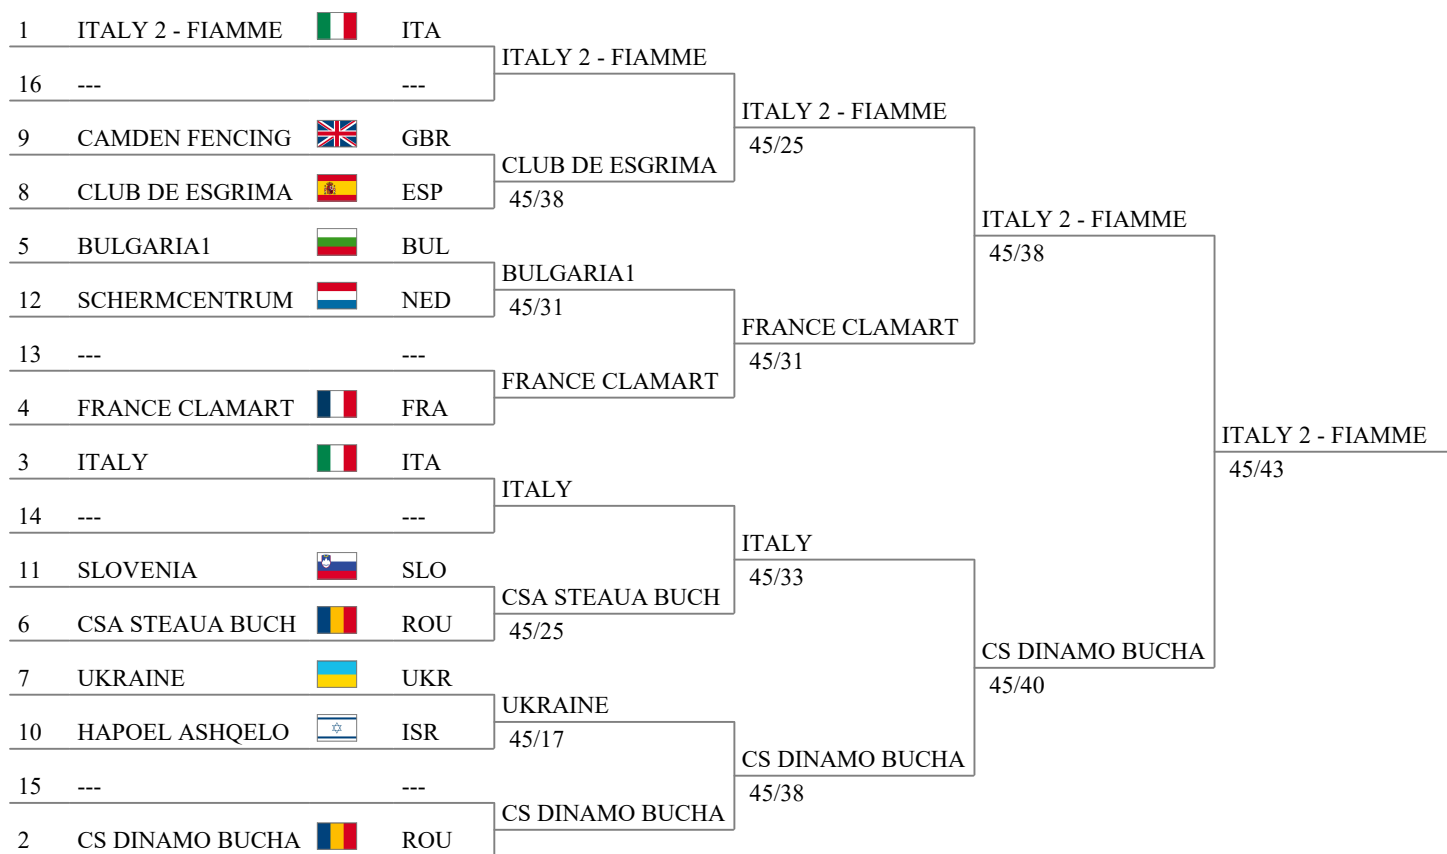 1 ITALY 2 - FIAMME ITA
16 --- ---
9 CAMDEN FENCING GBR
8 CLUB DE ESGRIMA ESP
5 BULGARIA1 BUL
12 SCHERMCENTRUM NED
13 --- ---
4 FRANCE CLAMART FRA
3 ITALY ITA
14 --- ---
11 SLOVENIA SLO
6 CSA STEAUA BUCH ROU
7 UKRAINE UKR
10 HAPOEL ASHQELO ISR
15 --- ---
2 CS DINAMO BUCHA ROU
ITALY 2 - FIAMME
CLUB DE ESGRIMA
45/38
BULGARIA1
45/31
FRANCE CLAMART
ITALY
CSA STEAUA BUCH
45/25
UKRAINE
45/17
CS DINAMO BUCHA
ITALY 2 - FIAMME
45/25
FRANCE CLAMART
45/31
ITALY
45/33
CS DINAMO BUCHA
45/38
ITALY 2 - FIAMME
45/38
CS DINAMO BUCHA
45/40
ITALY 2 - FIAMME
45/43